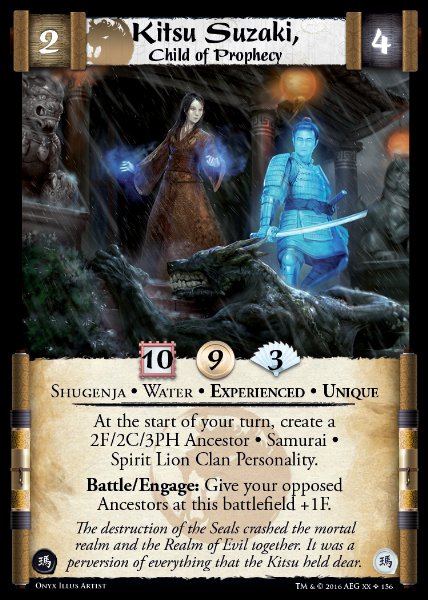 2
Kitsu Suzaki,
4
Child of Prophecy
10
9
3
Shugenja • Water • Experienced • Unique
At the start of your turn, create a
2F/2C/3PH Ancestor • Samurai •
Spirit Lion Clan Personality.
Battle/Engage: Give your opposed
Ancestors at this battlefield +1F.
The destruction of the Seals crashed the mortal
realm and the Realm of Evil together. It was a
perversion of everything that the Kitsu held dear.
瑪
瑪
Onyx Illus Artist
TM & © 2016 AEG XX ✥ 156